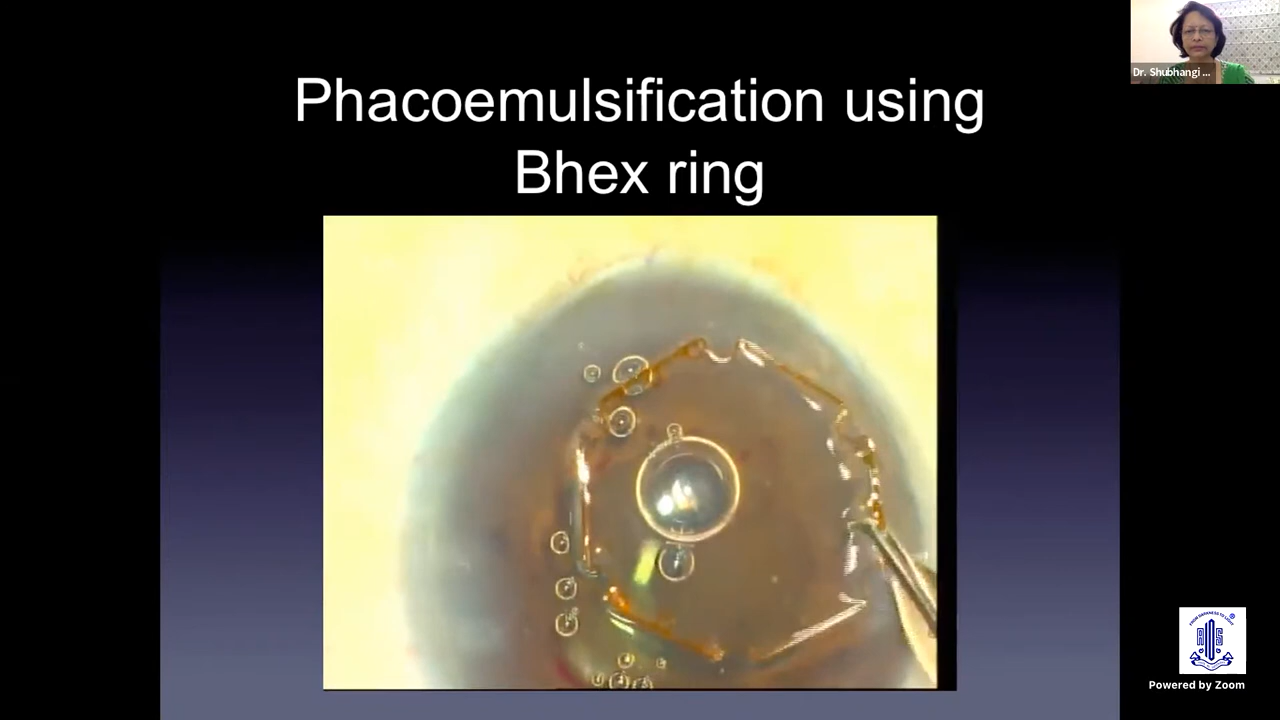 Phacoemulsification using
Bhex ring
Dr. Shubhangi ...
Powered by Zoom